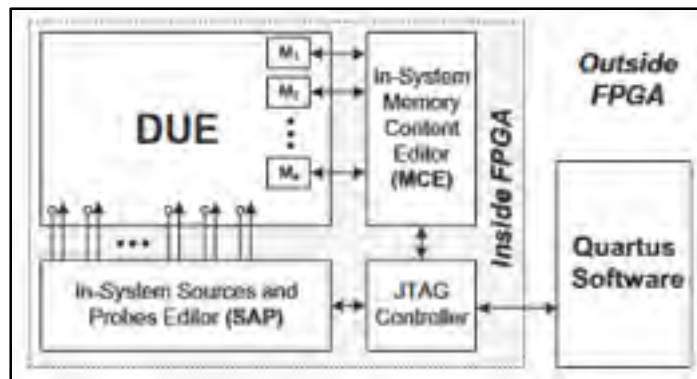 DUE
M1
M2
In-System
Memory
Content
Editor
(MCE)
In-System Sources and
Probes Editor (SAP)
JTAG
Controller
Inside FPGA
Outside
FPGA
Quartus
Software